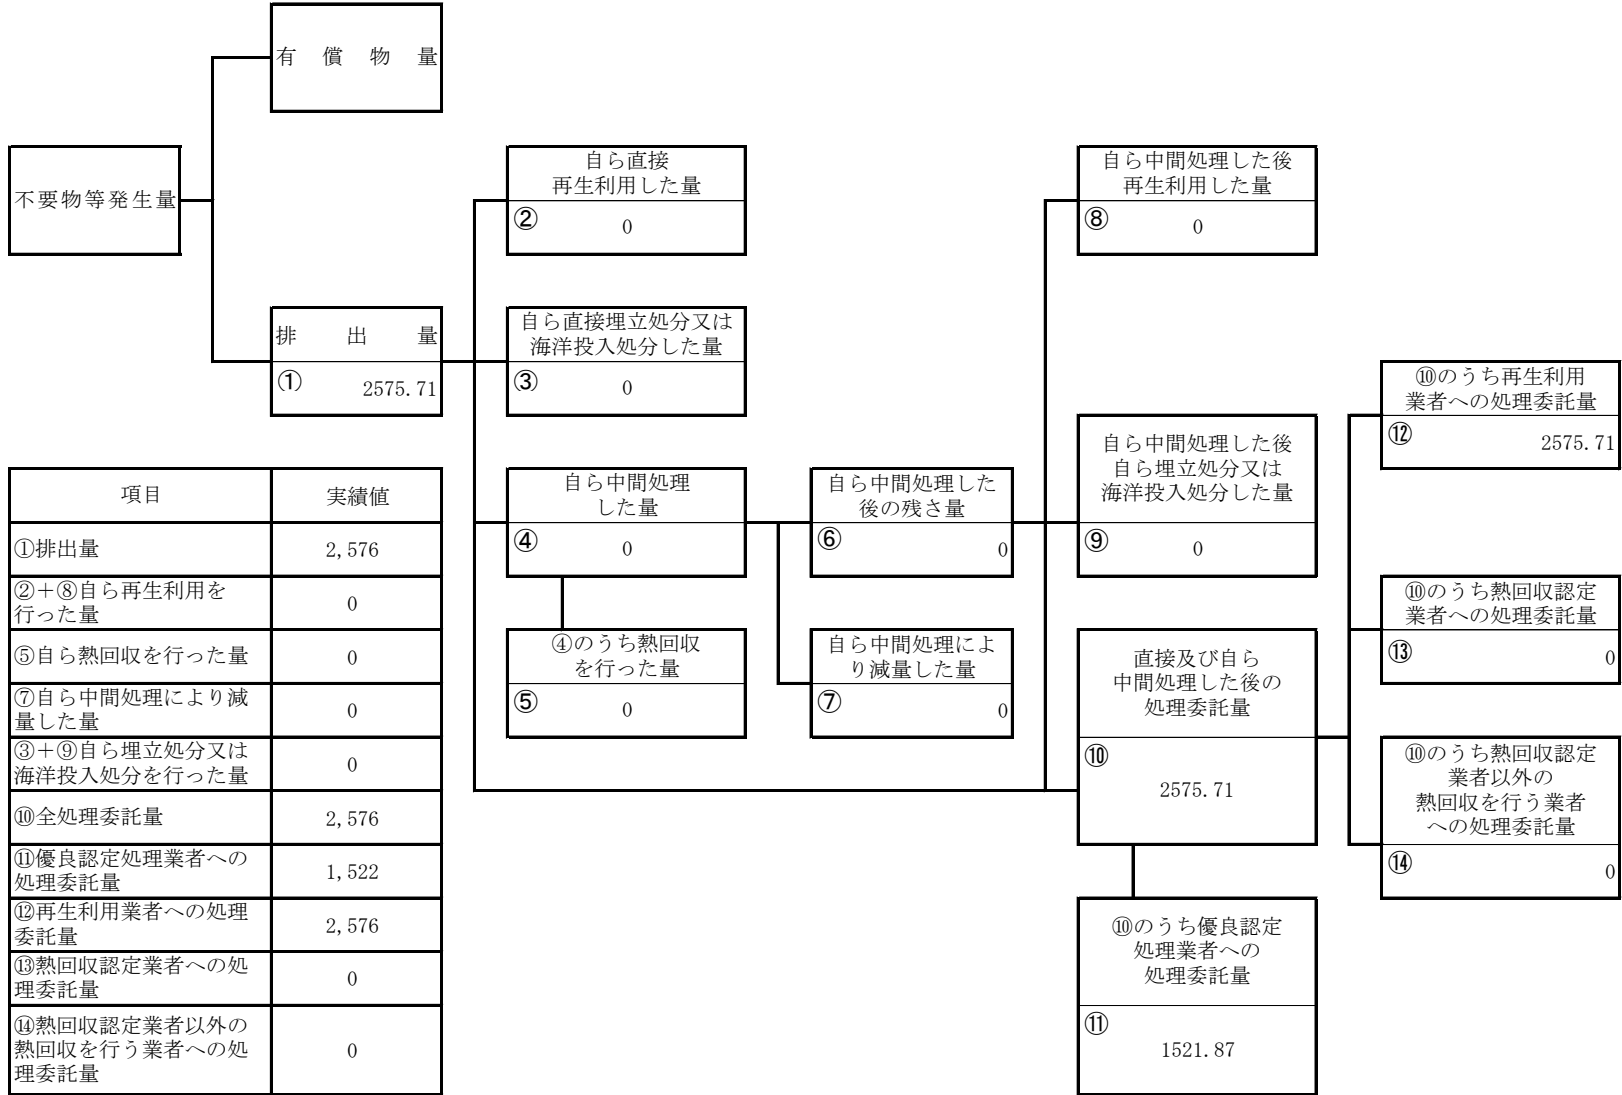 有償物量
不要物等発生量
排出量
① 2575.71
自ら直接
再生利用した量
② 0
自ら直接埋立処分又は
海洋投入処分した量
③ 0
自ら中間処理
した量
④ 0
④のうち熱回収
を行った量
⑤ 0
自ら中間処理した
後の残さ量
⑥ 0
自ら中間処理によ
り減量した量
⑦ 0
自ら中間処理した後
再生利用した量
⑧ 0
自ら中間処理した後
自ら埋立処分又は
海洋投入処分した量
⑨ 0
直接及び自ら
中間処理した後の
処理委託量
⑩
2575.71
⑩のうち優良認定
処理業者への
処理委託量
⑪
1521.87
⑩のうち再生利用
業者への処理委託量
⑫ 2575.71
⑩のうち熱回収認定
業者への処理委託量
⑬ 0
⑩のうち熱回収認定
業者以外の
熱回収を行う業者
への処理委託量
⑭ 0
項目 実績値
①排出量 2,576
②＋⑧自ら再生利用を
行った量 0
⑤自ら熱回収を行った量 0
⑦自ら中間処理により減
量した量 0
③＋⑨自ら埋立処分又は
海洋投入処分を行った量 0
⑩全処理委託量 2,576
⑪優良認定処理業者への
処理委託量 1,522
⑫再生利用業者への処理
委託量 2,576
⑬熱回収認定業者への処
理委託量 0
⑭熱回収認定業者以外の
熱回収を行う業者への処 0
理委託量